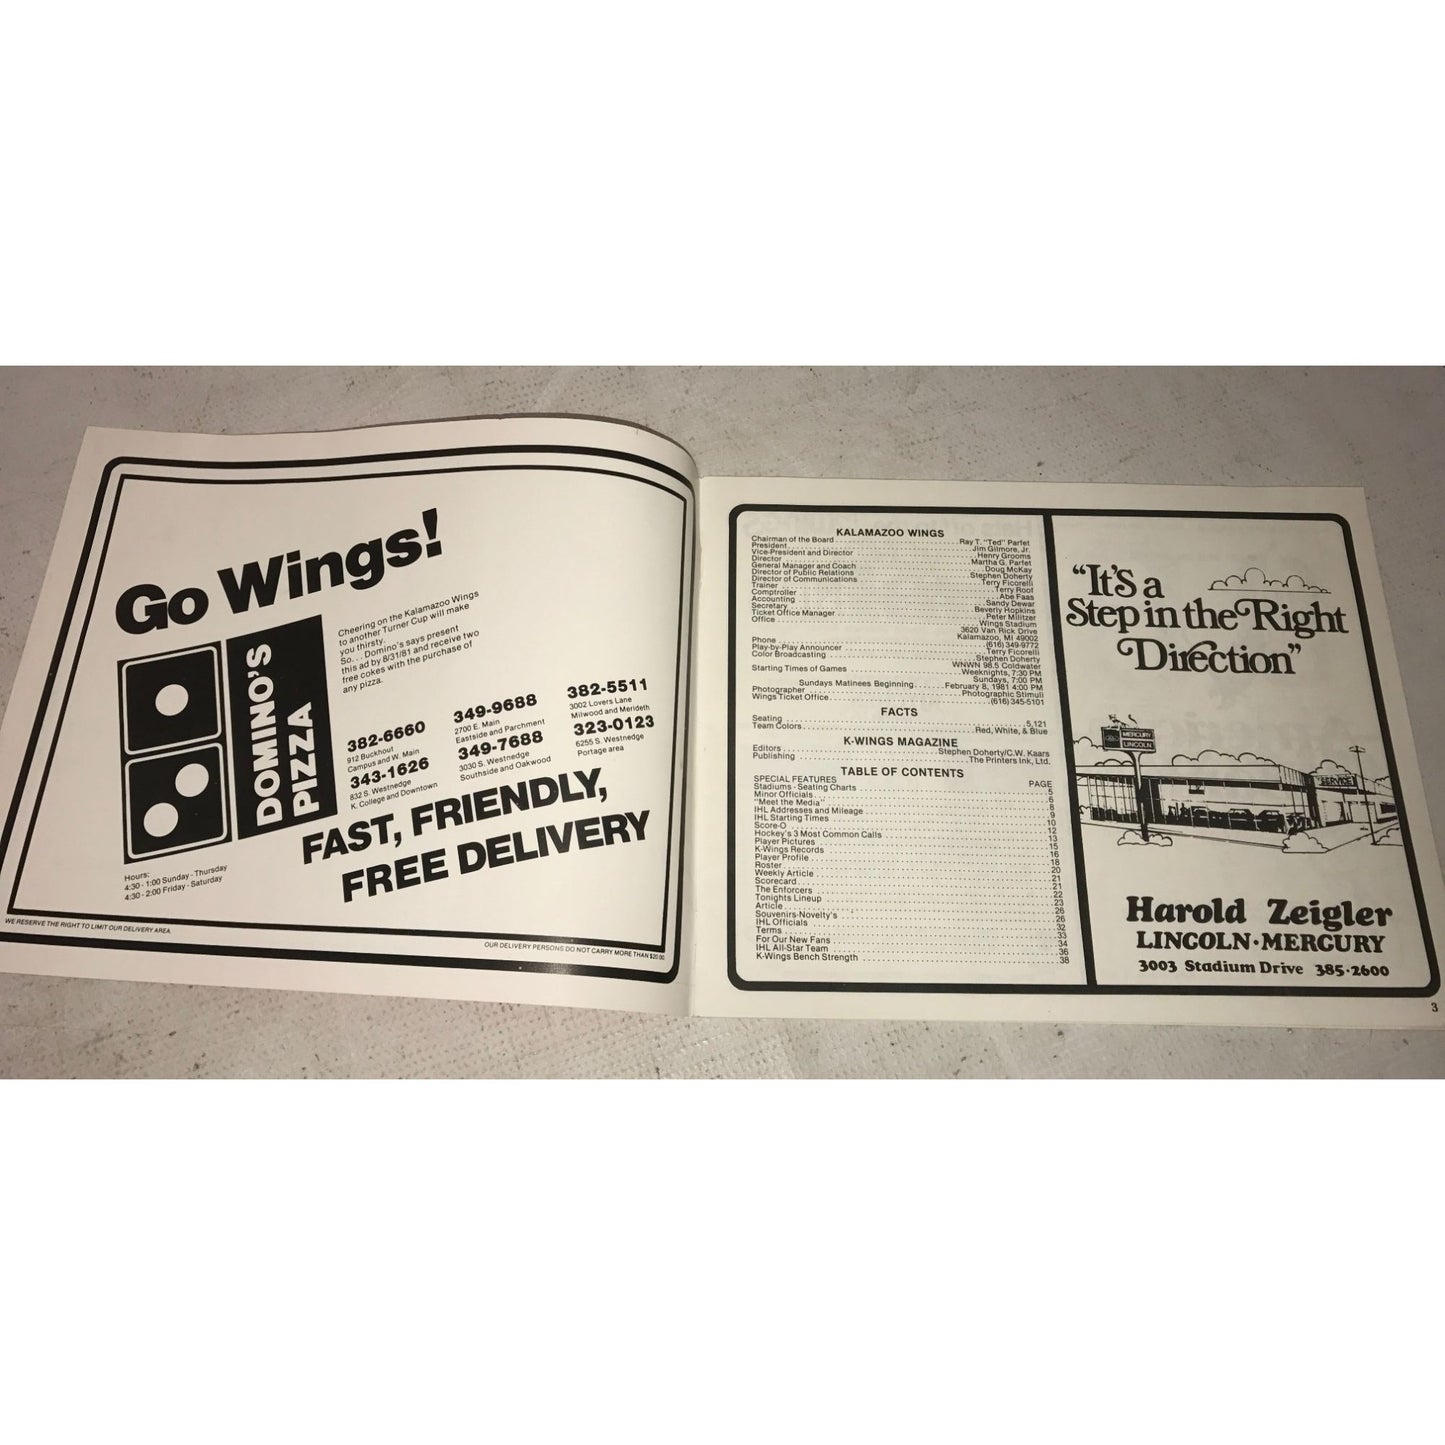 Go Wings!
DOMINO'S
PIZZA
Cheering on the Kalamazoo Wings
to another Turner Cup will make
you thirsty.
So... Domino's says present
this ad by 8/31/81 and receive two
free cokes with the purchase of
any pizza.
382-6660
912 Buckhout
Campus and W. Main
343-1626
832 S. Westnedge
K. College and Downtown
349-9688
2700 E. Main
Eastside and Parchment
349-7688
3030 S. Westnedge
Southside and Oakwood
382-5511
3002 Lovers Lane
Milwood and Merideth
323-0123
6255 S. Westnedge
Portage area
FAST, FRIENDLY,
FREE DELIVERY
Hours:
4:30 - 1:00 Sunday - Thursday
4:30 - 2:00 Friday - Saturday
WE RESERVE THE RIGHT TO LIMIT OUR DELIVERY AREA
OUR DELIVERY PERSONS DO NOT CARRY MORE THAN $20.00
KALAMAZOO WINGS
Chairman of the Board Ray T. "Ted" Parfet
President Jim Gilmore, Jr.
Vice-President and Director Henry Grooms
Director Martha G. Parfet
General Manager and Coach Doug McKay
Director of Public Relations Stephen Doherty
Director of Communications Terry Ficorelli
Trainer Terry Roof
Comptroller Abe Faas
Accounting Sandy Dewar
Secretary Beverly Hopkins
Ticket Office Manager Peter Militzer
Office Wings Stadium
3620 Van Rick Drive
Kalamazoo, MI 49002
Phone (616) 349-9772
Play-by-Play Announcer Terry Ficorelli
Color Broadcasting Stephen Doherty
WNWN 98.5 Coldwater
Starting Times of Games Weeknights, 7:30 PM
Sundays, 7:00 PM
Sundays Matinees Beginning February 8, 1981 4:00 PM
Photographer Photographic Stimuli
Wings Ticket Office (616) 345-5101
FACTS
Seating 5,121
Team Colors Red, White, & Blue
K-WINGS MAGAZINE
Editors Stephen Doherty/C.W. Kaars
Publishing The Printers Ink, Ltd.
TABLE OF CONTENTS
SPECIAL FEATURES PAGE
Stadiums - Seating Charts 5
Minor Officials 6
"Meet the Media" 8
IHL Addresses and Mileage 9
IHL Starting Times 10
Score-O 12
Hockey's 3 Most Common Calls 13
Player Pictures 15
K-Wings Records 16
Player Profile 18
Roster 20
Weekly Article 21
Scorecard 21
The Enforcers 22
Tonights Lineup 23
Article 26
Souvenirs-Novelty's 26
IHL Officials 32
Terms 33
For Our New Fans 34
IHL All-Star Team 36
K-Wings Bench Strength 38
"It's a
Step in the Right
Direction"
MERCURY
LINCOLN
SERVICE
Harold Zeigler
LINCOLN·MERCURY
3003 Stadium Drive 385-2600
3